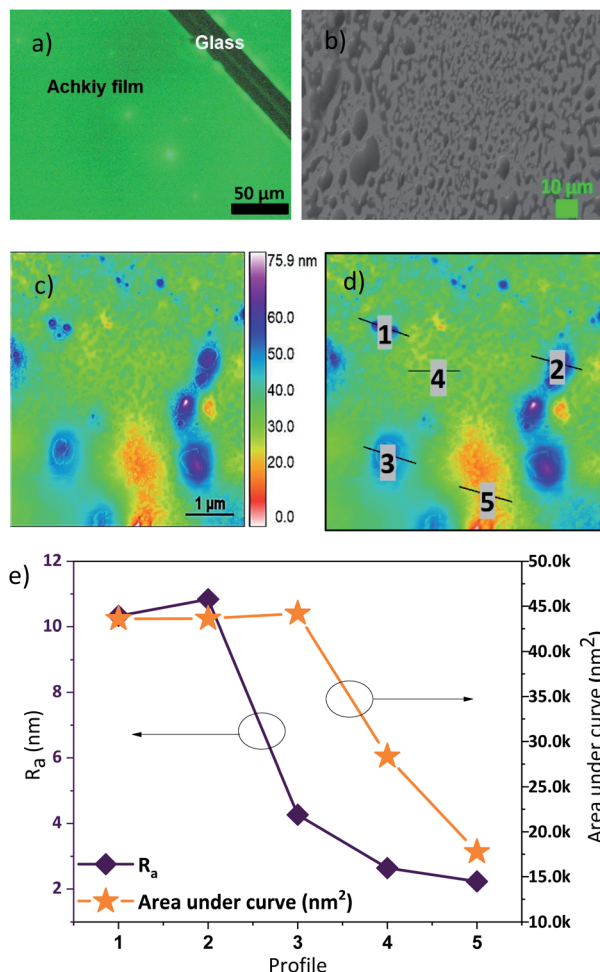 a)
Glass
Achkiy film
50 µm
b)
10 µm
c)
75.9 nm
60.0
50.0
40.0
30.0
20.0
10.0
0.0
1 µm
d)
1
2
3
4
5
e)
12
10
8
6
4
2
Ra (nm)
50.0k
45.0k
40.0k
35.0k
30.0k
25.0k
20.0k
15.0k
10.0k
Area under curve (nm²)
Ra
Area under curve (nm²)
1 2 3 4 5
Profile